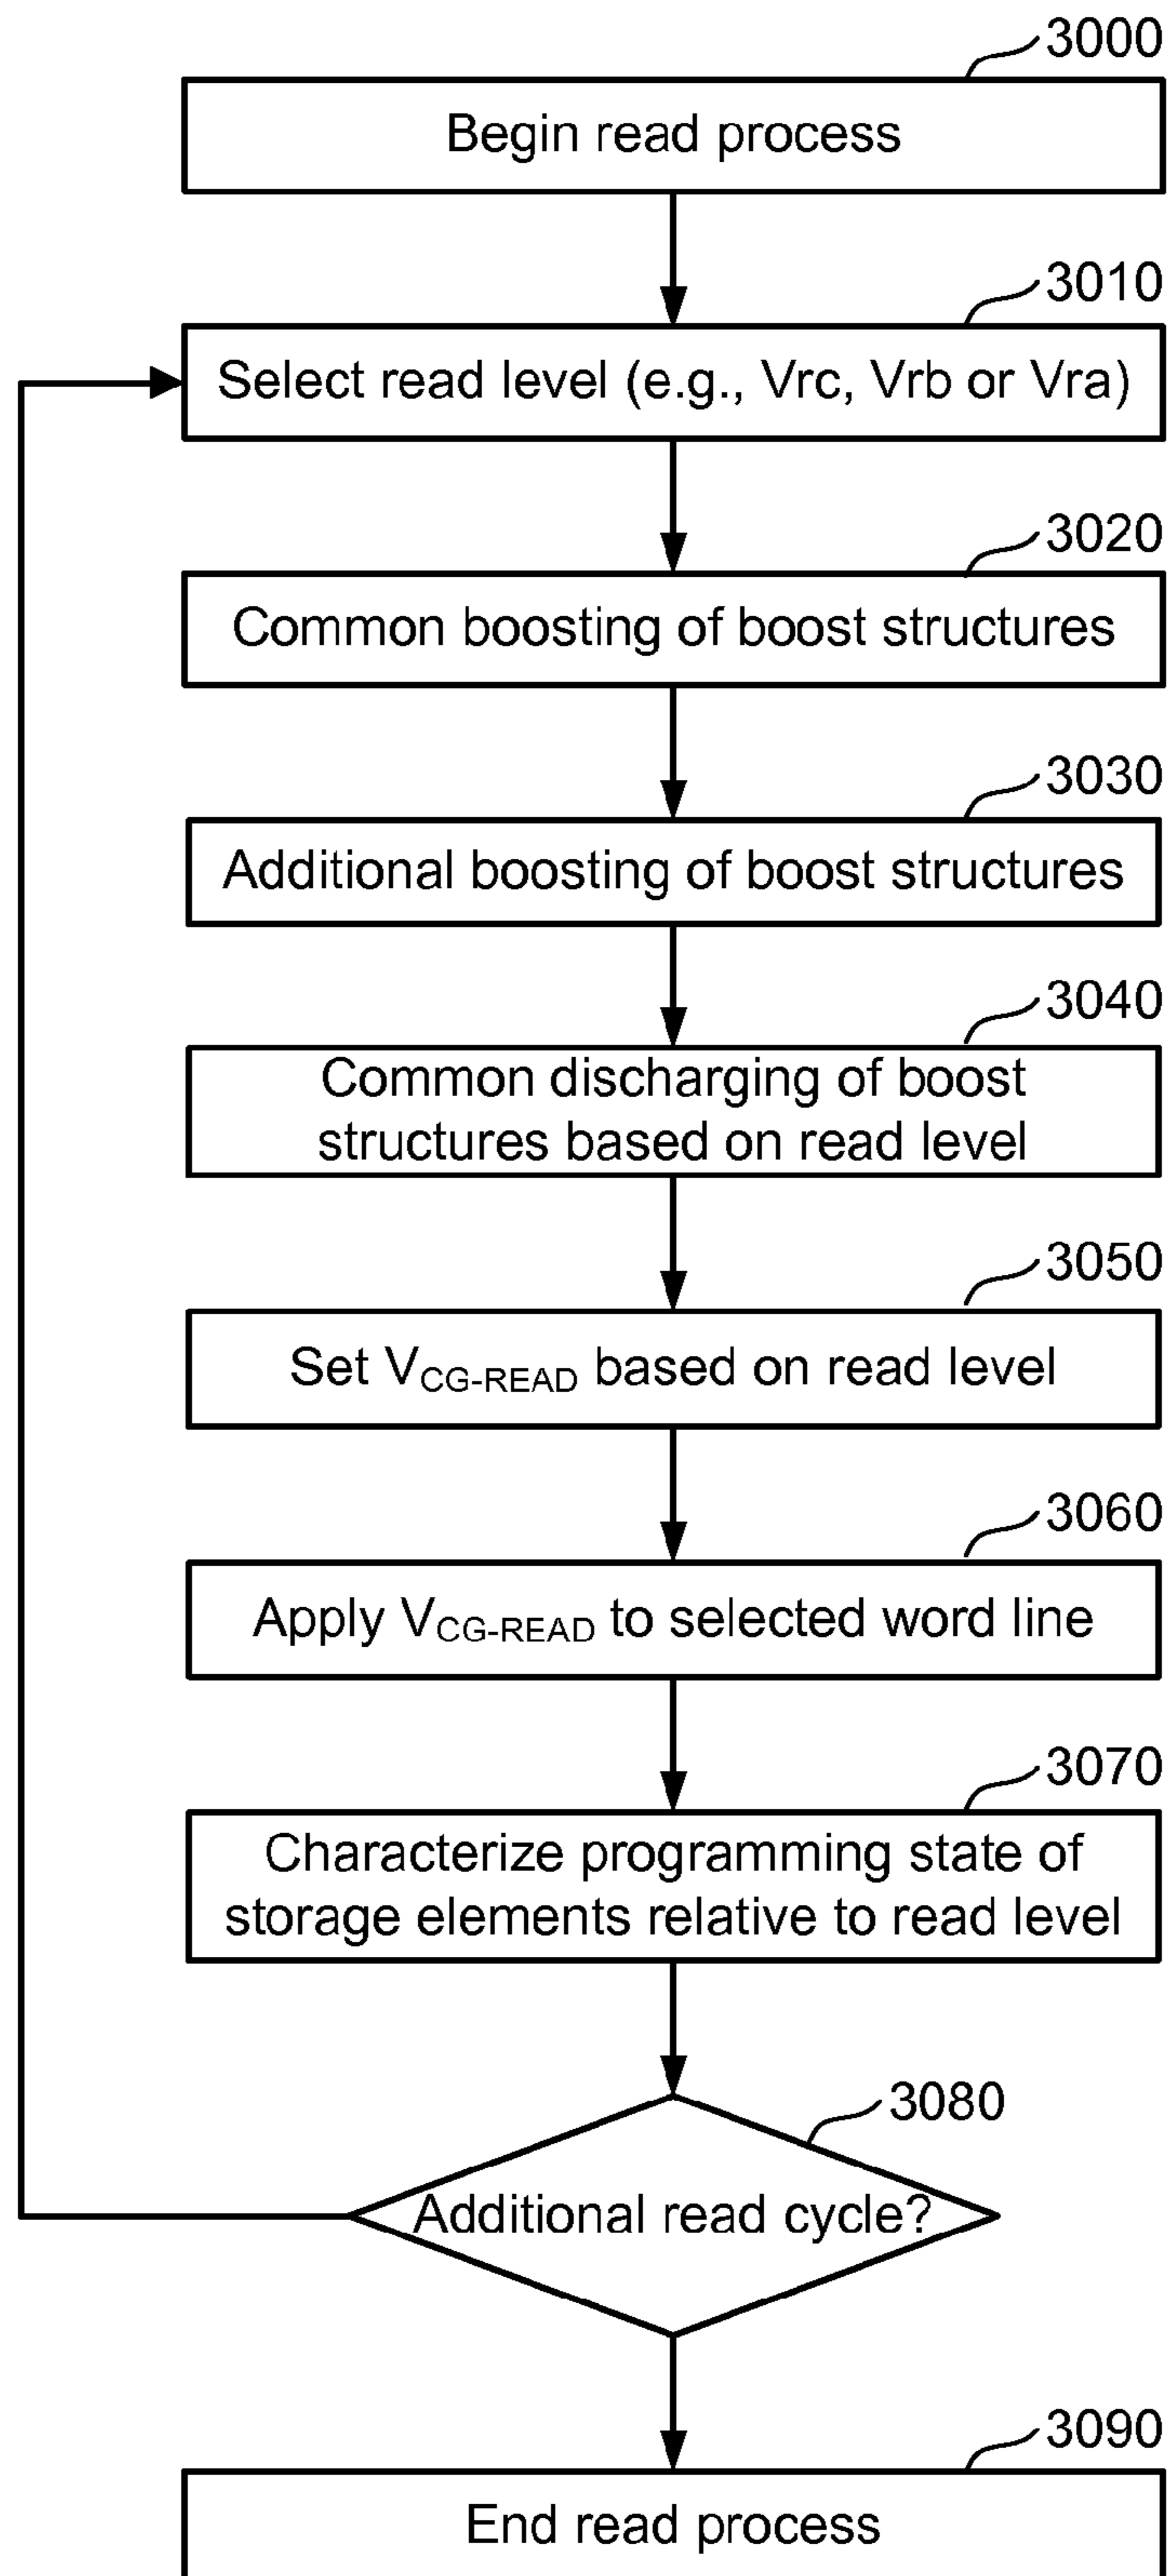 3000
Begin read process
3010
Select read level (e.g., Vrc, Vrb or Vra)
3020
Common boosting of boost structures
3030
Additional boosting of boost structures
3040
Common discharging of boost
structures based on read level
3050
Set VCG-READ based on read level
3060
Apply VCG-READ to selected word line
3070
Characterize programming state of
storage elements relative to read level
3080
Additional read cycle?
3090
End read process